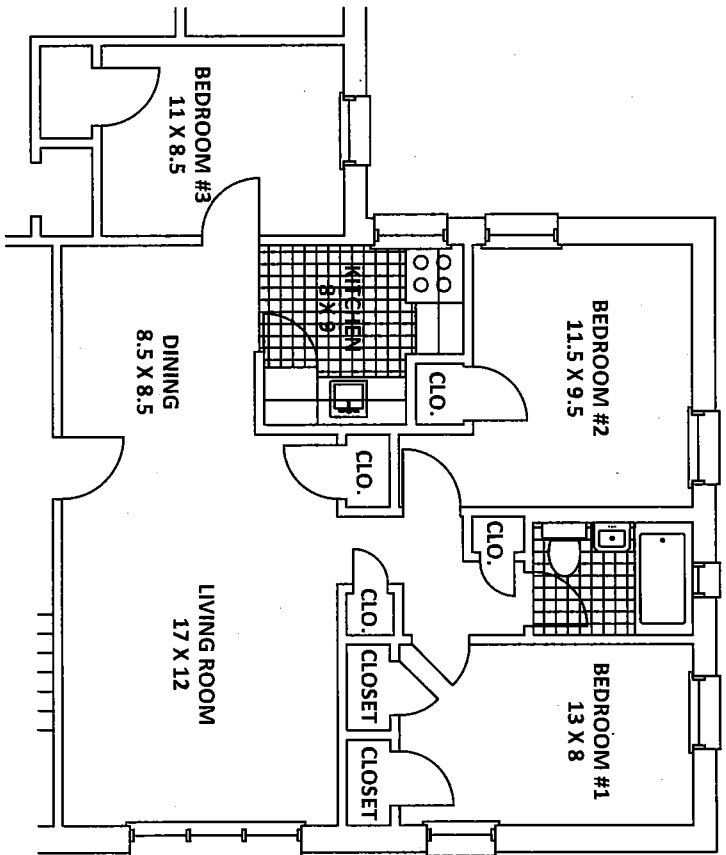 BEDROOM #3
11 X 8.5
KITCHEN
8 X 9
BEDROOM #2
11.5 X 9.5
DINING
8.5 X 8.5
CLO.
CLO.
CLO.
CLO.
LIVING ROOM
17 X 12
CLOSET
CLOSET
BEDROOM #1
13 X 8